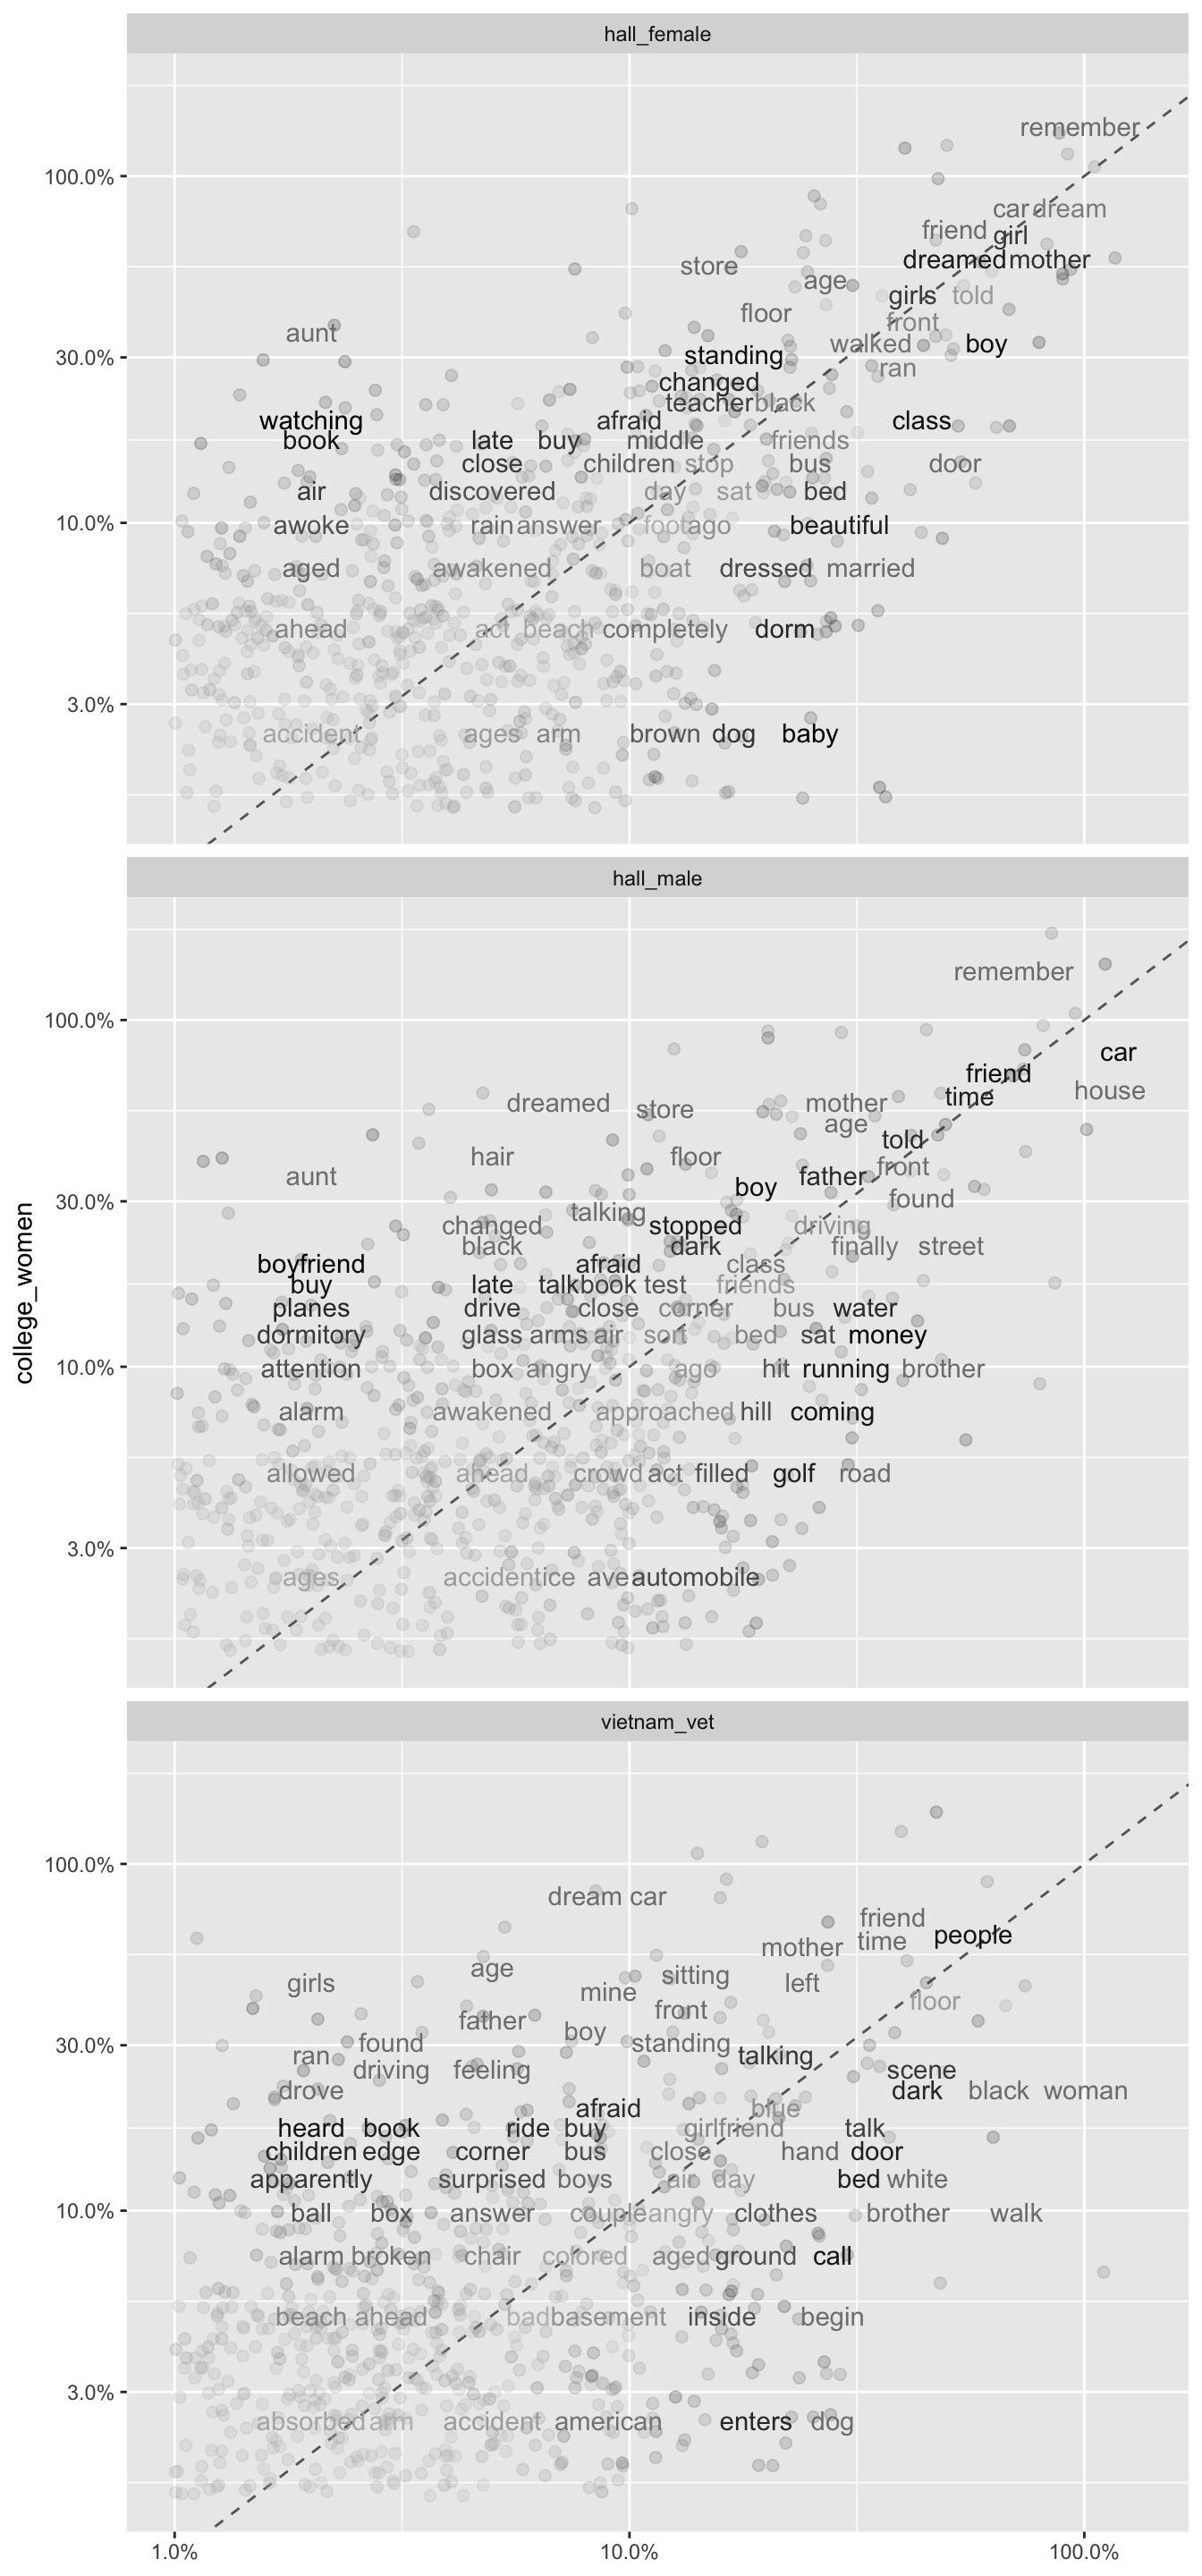 hall_female
remember
100.0%
car dream
friend girl
dreamed mother
store
age
girls told
floor
front
aunt
walked boy
30.0%
standing
ran
changed
teacher black
watching afraid class
book late buy middle friends
close children stop bus door
air discovered day sat bed
10.0%
awoke rain answer foot ago beautiful
aged awakened boat dressed married
ahead act beach completely dorm
3.0%
accident ages arm brown dog baby
hall_male
remember
100.0%
car
friend
time house
dreamed store mother
age
told
hair floor front
aunt father
boy
30.0%
found
talking
changed stopped driving
black dark finally street
boyfriend afraid class
buy late talk book test friends
planes drive close corner bus water
dormitory glass arms air sort bed sat money
10.0%
attention box angry ago hit running brother
alarm awakened approached hill coming
allowed ahead crowd act filled golf road
3.0%
ages accident ice ave automobile
college_women
vietnam_vet
100.0%
dream car
friend
people
mother time
age sitting
girls left
mine
floor
front
father
boy
30.0%
found standing
ran talking
driving feeling scene
drove dark black woman
afraid blue
heard book ride buy girlfriend talk
children edge corner bus close hand door
apparently surprised boys air day bed white
10.0%
ball box answer couple angry clothes brother walk
alarm broken chair colored aged ground call
beach ahead bad basement inside begin
3.0%
absorbed arm accident american enters dog
1.0% 10.0% 100.0%